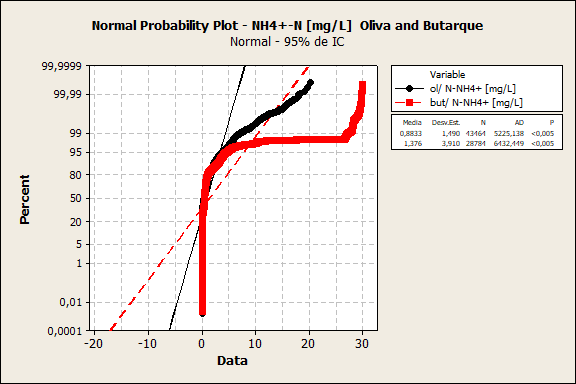 Normal Probability Plot - NH4+-N [mg/L]  Oliva and Butarque
Normal - 95% de IC
Variable
ol/ N-NH4+ [mg/L]
but/ N-NH4+ [mg/L]
Media Desv.Est. N AD P
0,8833 1,490 43464 5225,138 <0,005
1,376 3,910 28784 6432,449 <0,005
Percent
99,9999
99,99
99
95
80
50
20
5
1
0,01
0,0001
-20 -10 0 10 20 30
Data